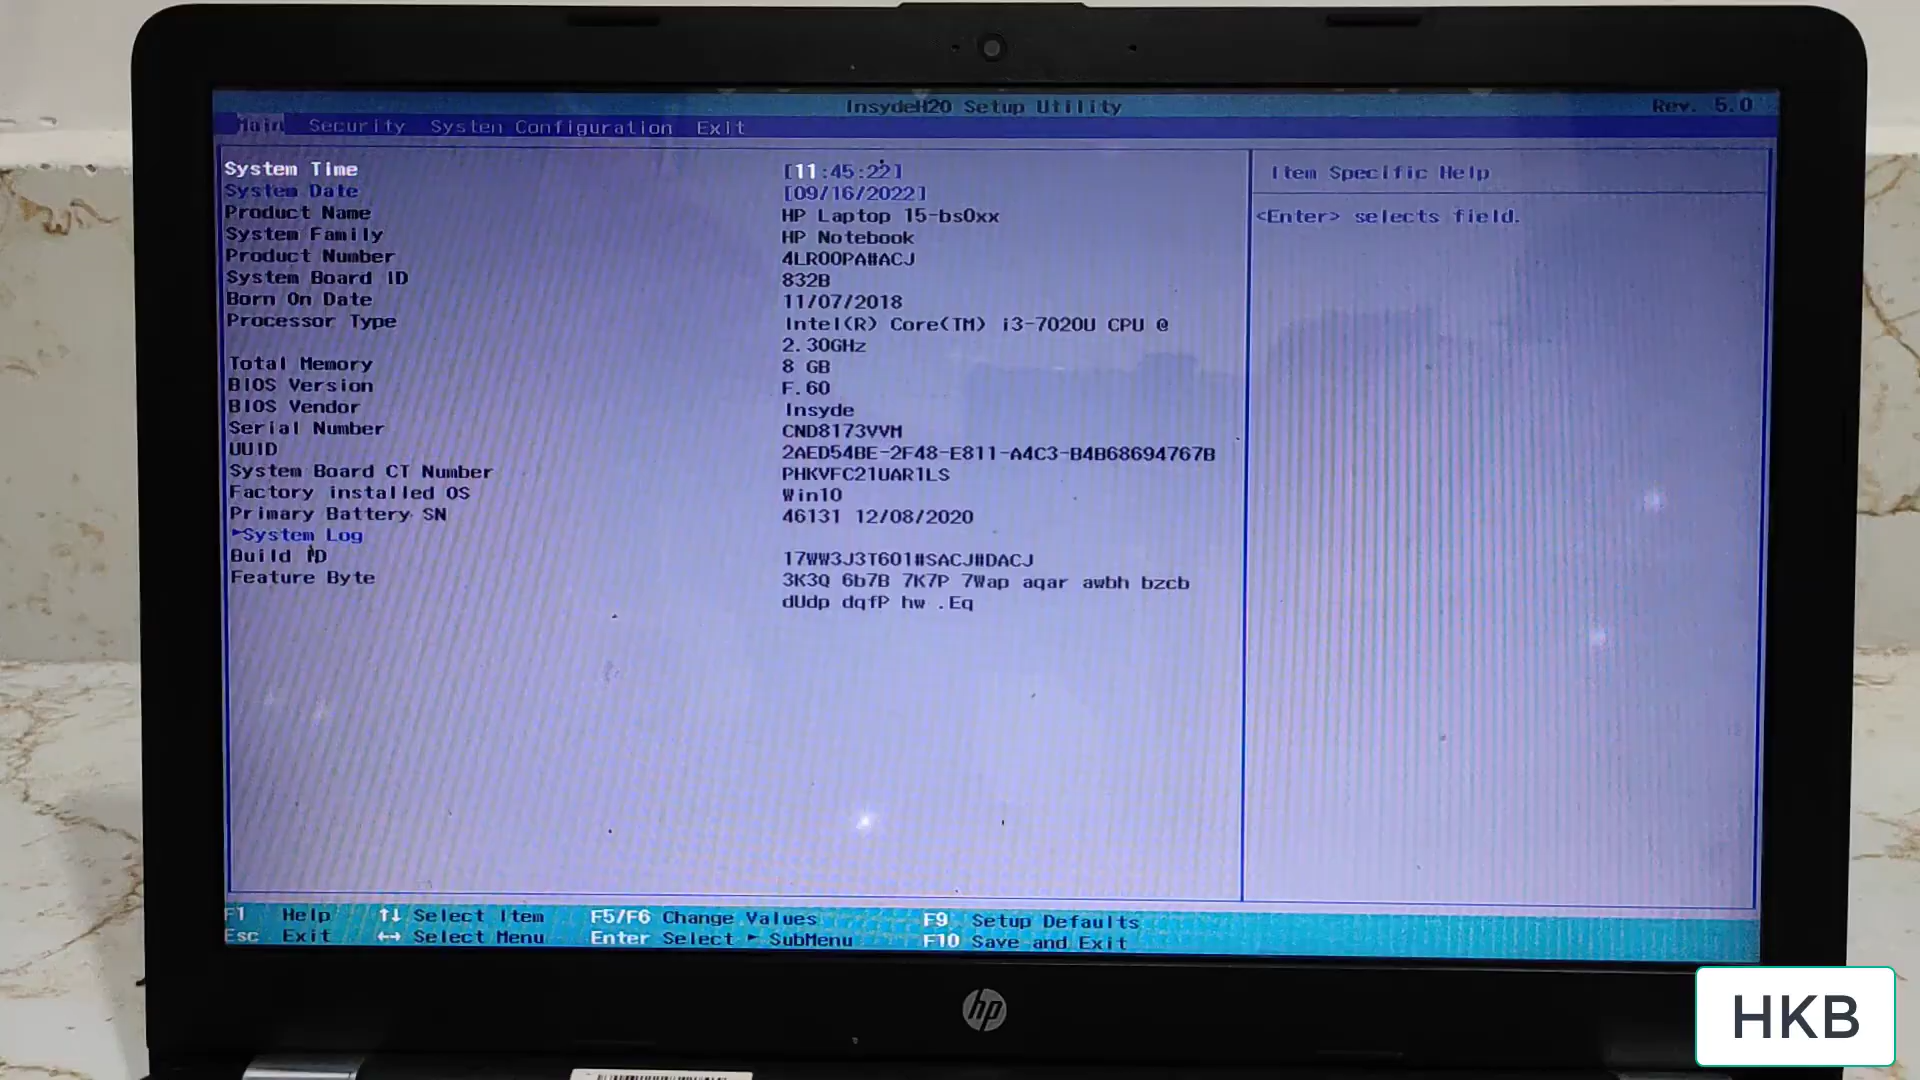 InsydeH20 Setup Utility Rev. 5.0
Main Security System Configuration Exit
System Time [11:45:22]
System Date [09/16/2022]
Product Name HP Laptop 15-bs0xx
System Family HP Notebook
Product Number 4LR00PA#ACJ
System Board ID 832B
Born On Date 11/07/2018
Processor Type Intel(R) Core(TM) i3-7020U CPU @
2.30GHz
Total Memory 8 GB
BIOS Version F.60
BIOS Vendor Insyde
Serial Number CND8173VVM
UUID 2AED54BE-2F48-E811-A4C3-B4B68694767B
System Board CT Number PHKVFC21UAR1LS
Factory installed OS Win10
Primary Battery SN 46131 12/08/2020
►System Log
Build ID 17WW3J3T601#SACJ#DACJ
Feature Byte 3K3Q 6b7B 7K7P 7Wap aqar awbh bzcb
dUdp dqfP hw .Eq
Item Specific Help
<Enter> selects field.
F1 Help ↑↓ Select Item F5/F6 Change Values F9 Setup Defaults
Esc Exit ↔ Select Menu Enter Select ► SubMenu F10 Save and Exit
hp
HKB